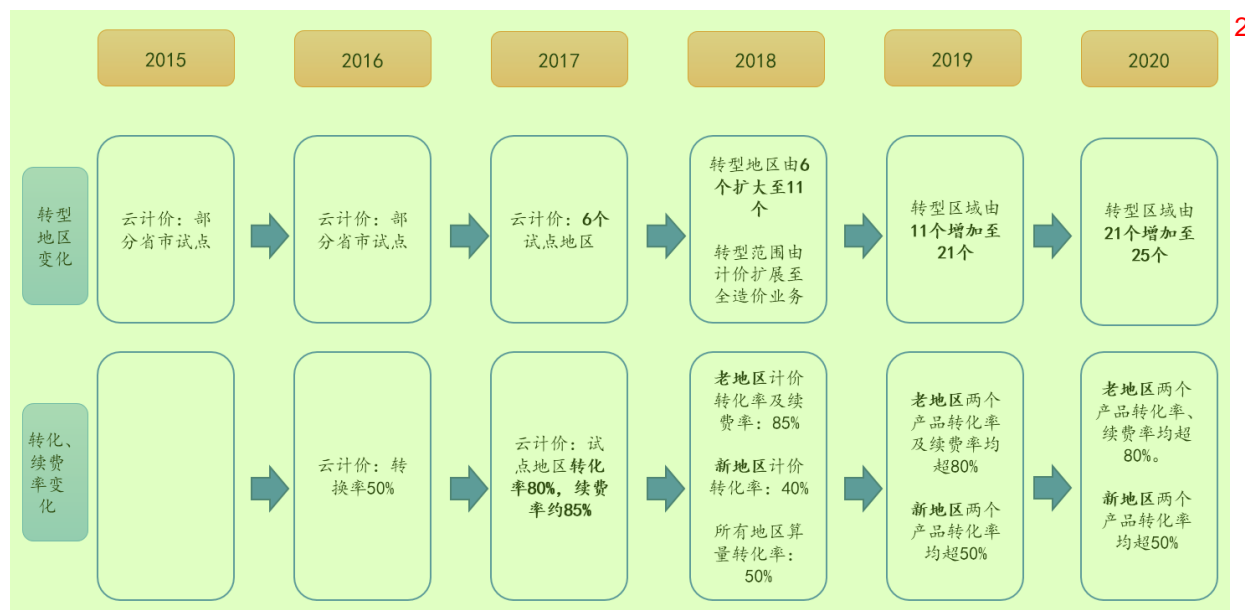 2
2015
2016
2017
2018
2019
2020
转型
地区
变化
云计价：部
分省市试点
云计价：部
分省市试点
云计价：6个
试点地区
转型地区由6
个扩大至11
个
转型范围由
计价扩展至
全造价业务
转型区域由
11个增加至
21个
转型区域由
21个增加至
25个
转化、
续费
率变
化
云计价：转
换率50%
云计价：试
点地区转化
率80%，续费
率约85%
老地区计价
转化率及续
费率：85%
新地区计价
转化率：40%
所有地区算
量转化率：
50%
老地区两个
产品转化率
及续费率均
超80%
新地区两个
产品转化率
均超50%
老地区两个
产品转化率、
续费率均超
80%。
新地区两个
产品转化率
均超50%